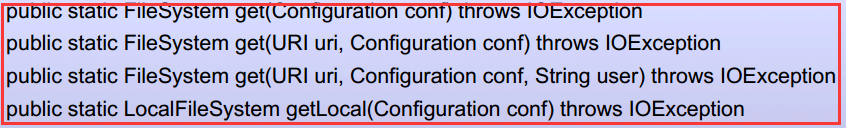 public static FileSystem get(Configuration conf) throws IOException
public static FileSystem get(URI uri, Configuration conf) throws IOException
public static FileSystem get(URI uri, Configuration conf, String user) throws IOException
public static LocalFileSystem getLocal(Configuration conf) throws IOException